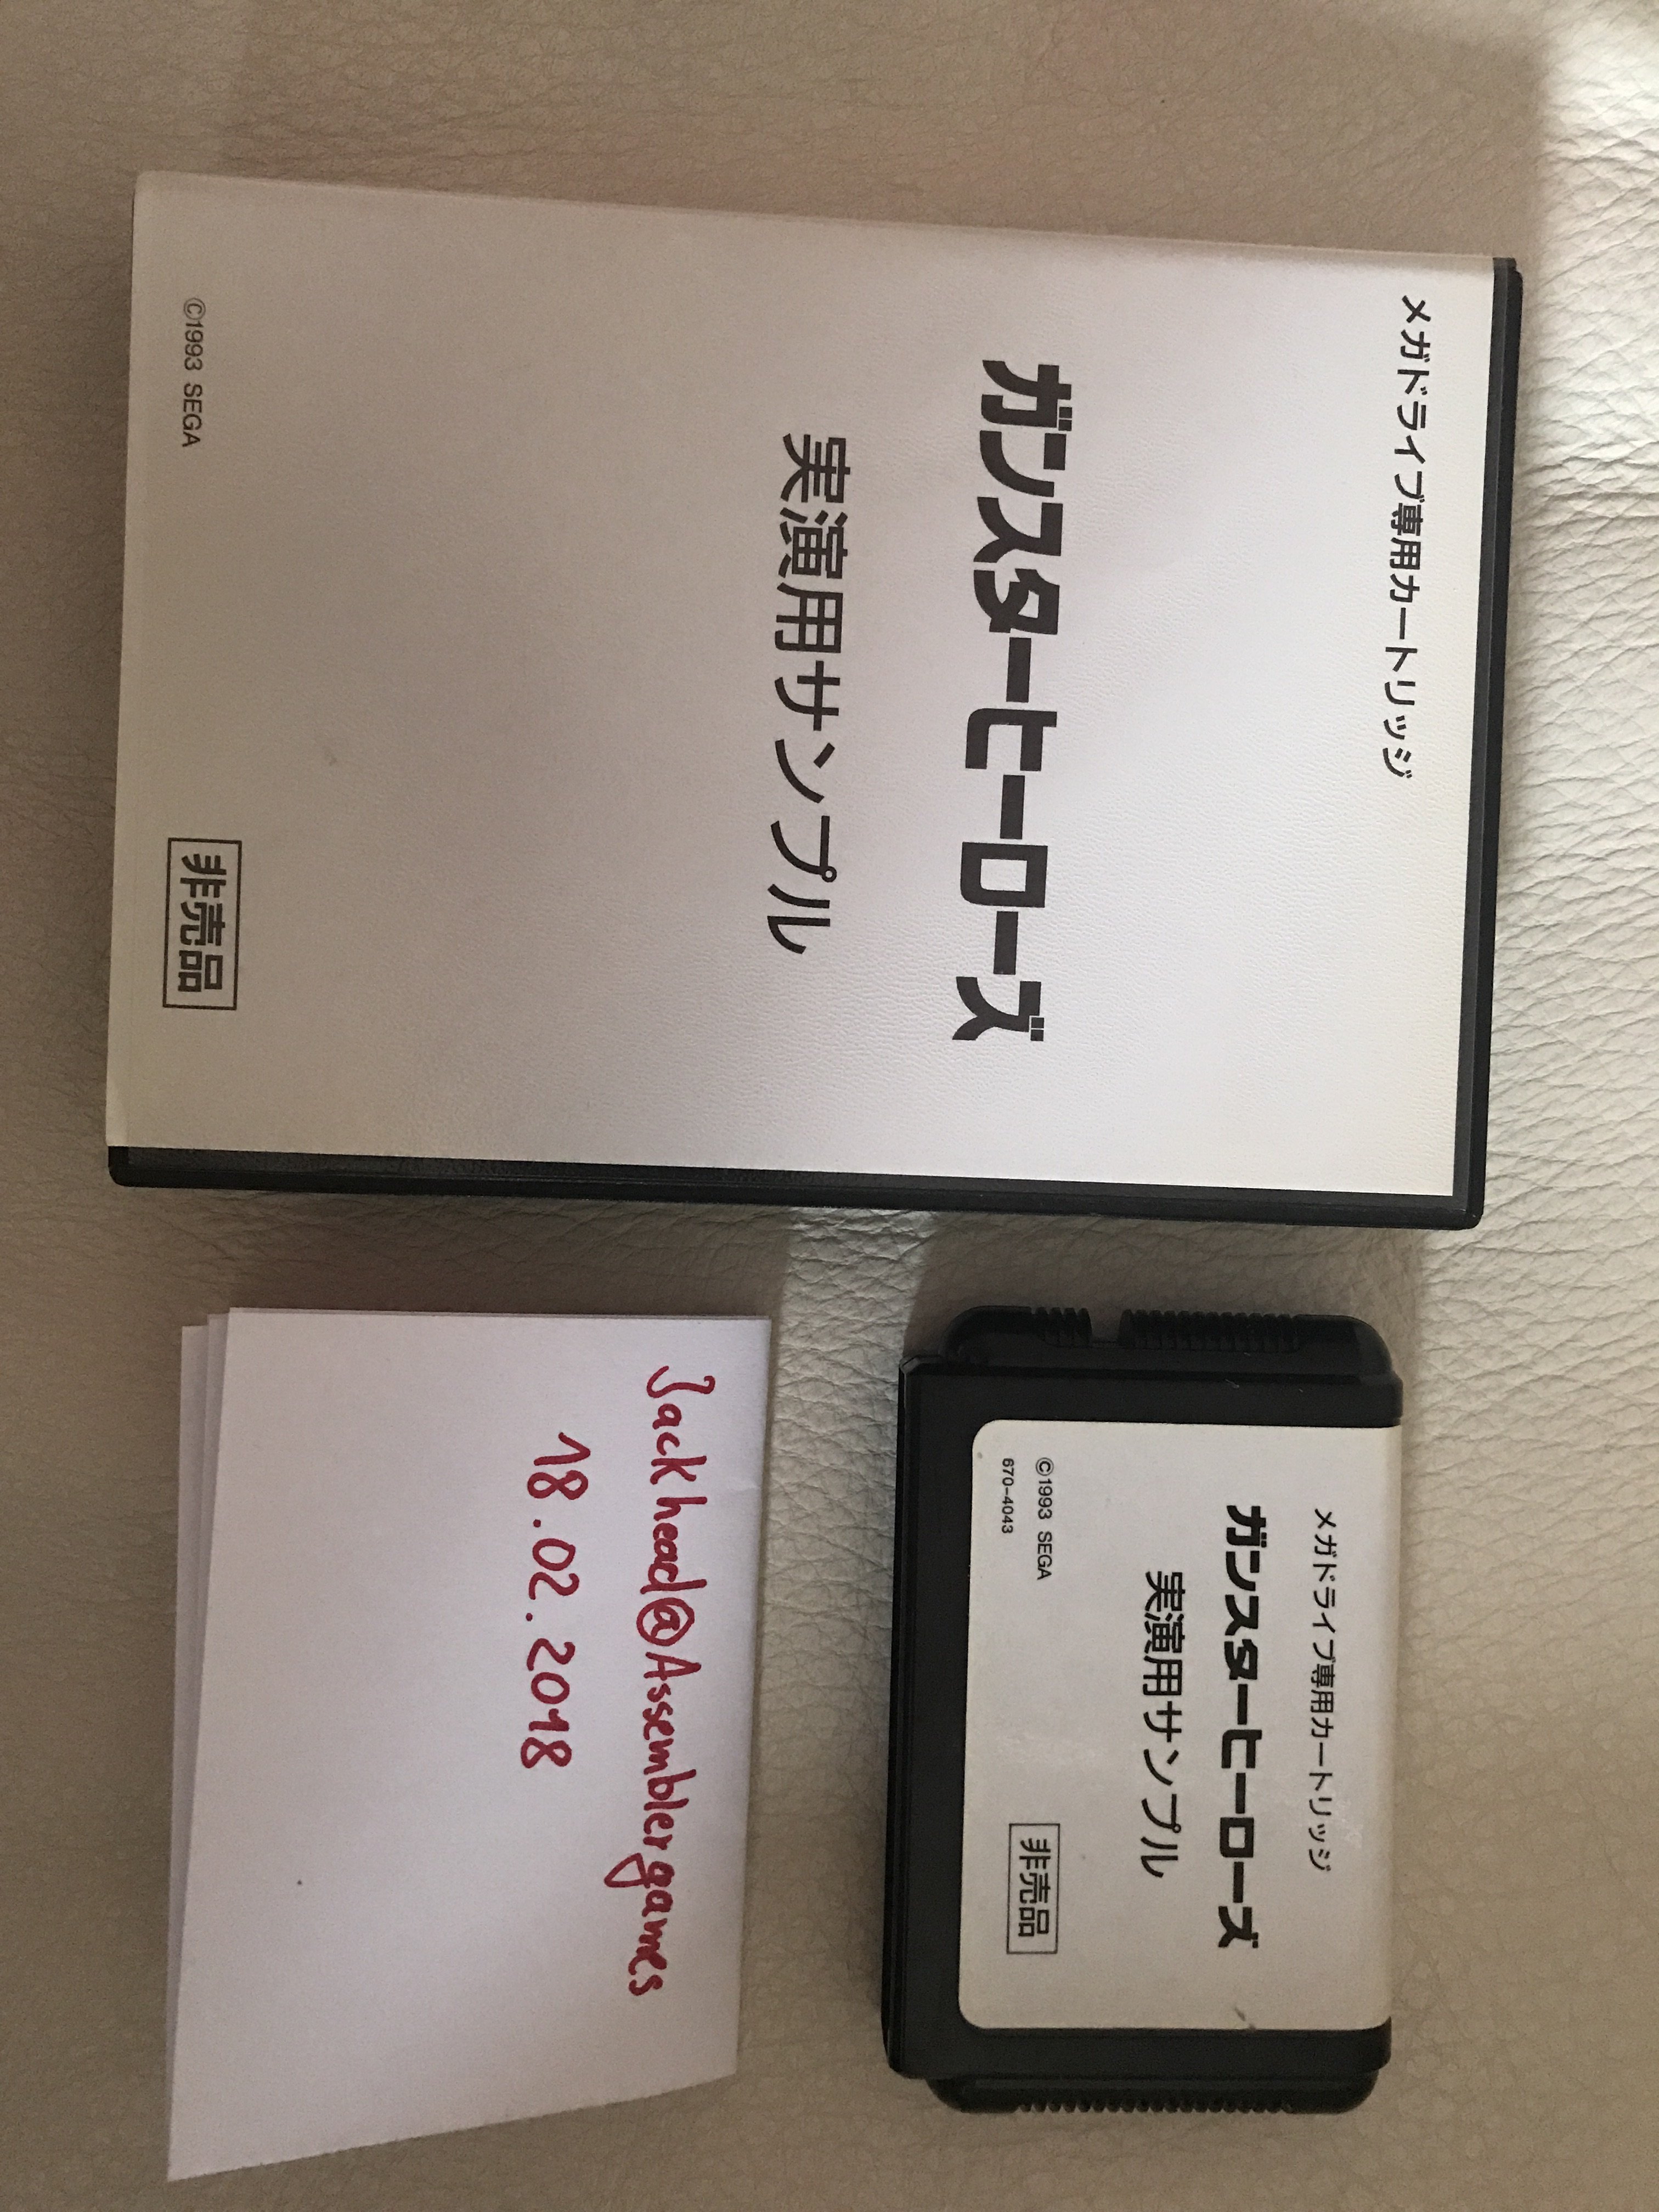 メガドライブ専用カートリッジ
ガンスターヒーローズ
実演用サンプル
©1993 SEGA
非売品
メガドライブ専用カートリッジ
ガンスターヒーローズ
実演用サンプル
©1993 SEGA
670-4043
非売品
Jackhead@Assemblergames
18.02.2018